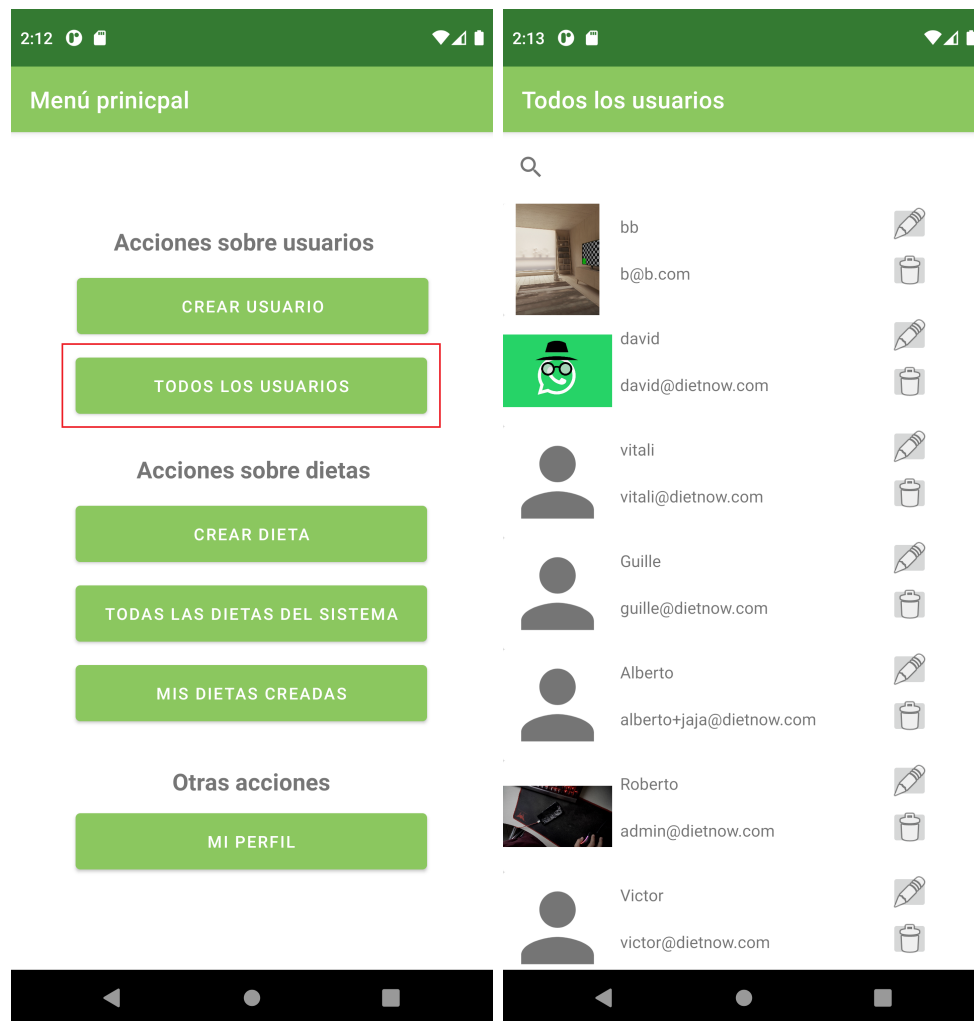 2:12
Menú prinicpal
Acciones sobre usuarios
CREAR USUARIO
TODOS LOS USUARIOS
Acciones sobre dietas
CREAR DIETA
TODAS LAS DIETAS DEL SISTEMA
MIS DIETAS CREADAS
Otras acciones
MI PERFIL
2:13
Todos los usuarios
bb
b@b.com
david
david@dietnow.com
vitali
vitali@dietnow.com
Guille
guille@dietnow.com
Alberto
alberto+jaja@dietnow.com
Roberto
admin@dietnow.com
Victor
victor@dietnow.com